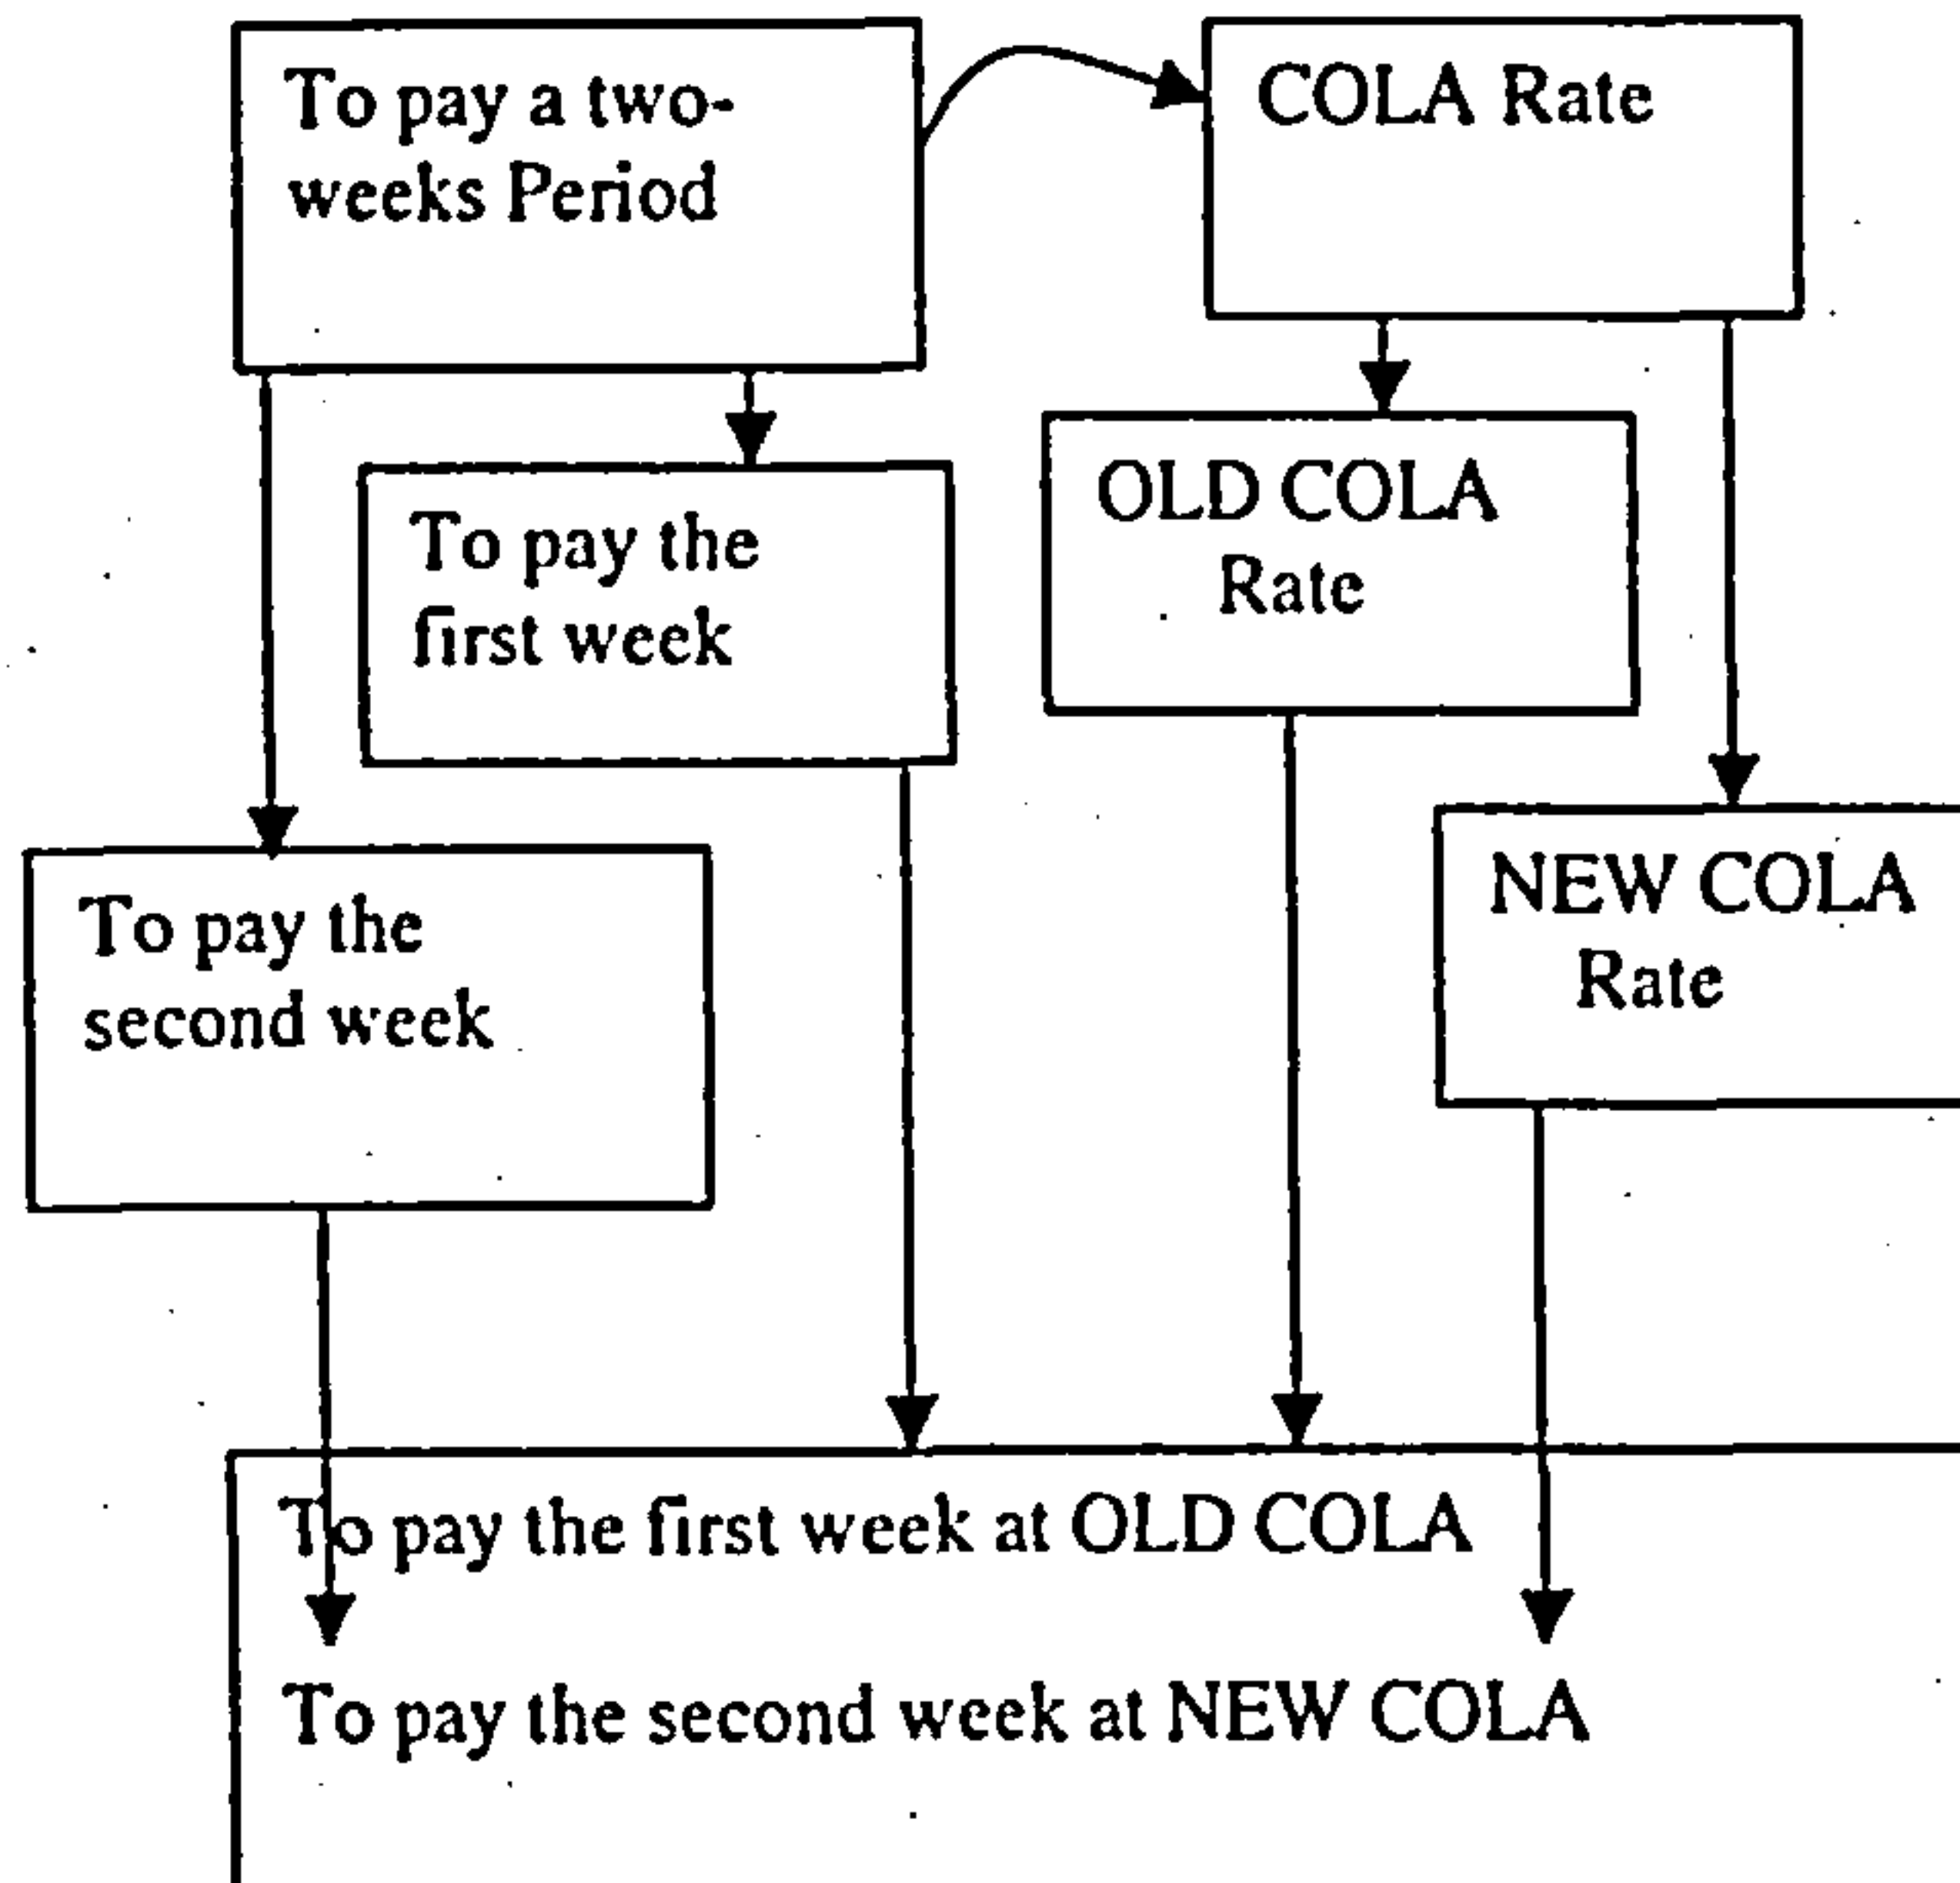 To pay a two-
weeks Period
COLA Rate
To pay the
first week
OLD COLA
Rate
To pay the
second week
NEW COLA
Rate
To pay the first week at OLD COLA
To pay the second week at NEW COLA